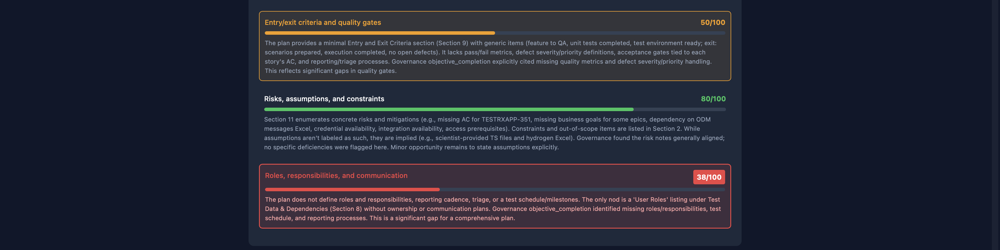 Entry/exit criteria and quality gates
50/100
The plan provides a minimal Entry and Exit Criteria section (Section 9) with generic items (feature to QA, unit tests completed, test environment ready; exit:
scenarios prepared, execution completed, no open defects). It lacks pass/fail metrics, defect severity/priority definitions, acceptance gates tied to each
story's AC, and reporting/triage processes. Governance objective_completion explicitly cited missing quality metrics and defect severity/priority handling.
This reflects significant gaps in quality gates.
Risks, assumptions, and constraints
80/100
Section 11 enumerates concrete risks and mitigations (e.g., missing AC for TESTRXAPP-351, missing business goals for some epics, dependency on ODM
messages Excel, credential availability, integration availability, access prerequisites). Constraints and out-of-scope items are listed in Section 2. While
assumptions aren't labeled as such, they are implied (e.g., scientist-provided TS files and hydrogen Excel). Governance found the risk notes generally aligned;
no specific deficiencies were flagged here. Minor opportunity remains to state assumptions explicitly.
Roles, responsibilities, and communication
38/100
The plan does not define roles and responsibilities, reporting cadence, triage, or a test schedule/milestones. The only nod is a 'User Roles' listing under Test
Data & Dependencies (Section 8) without ownership or communication plans. Governance objective_completion identified missing roles/responsibilities, test
schedule, and reporting processes. This is a significant gap for a comprehensive plan.